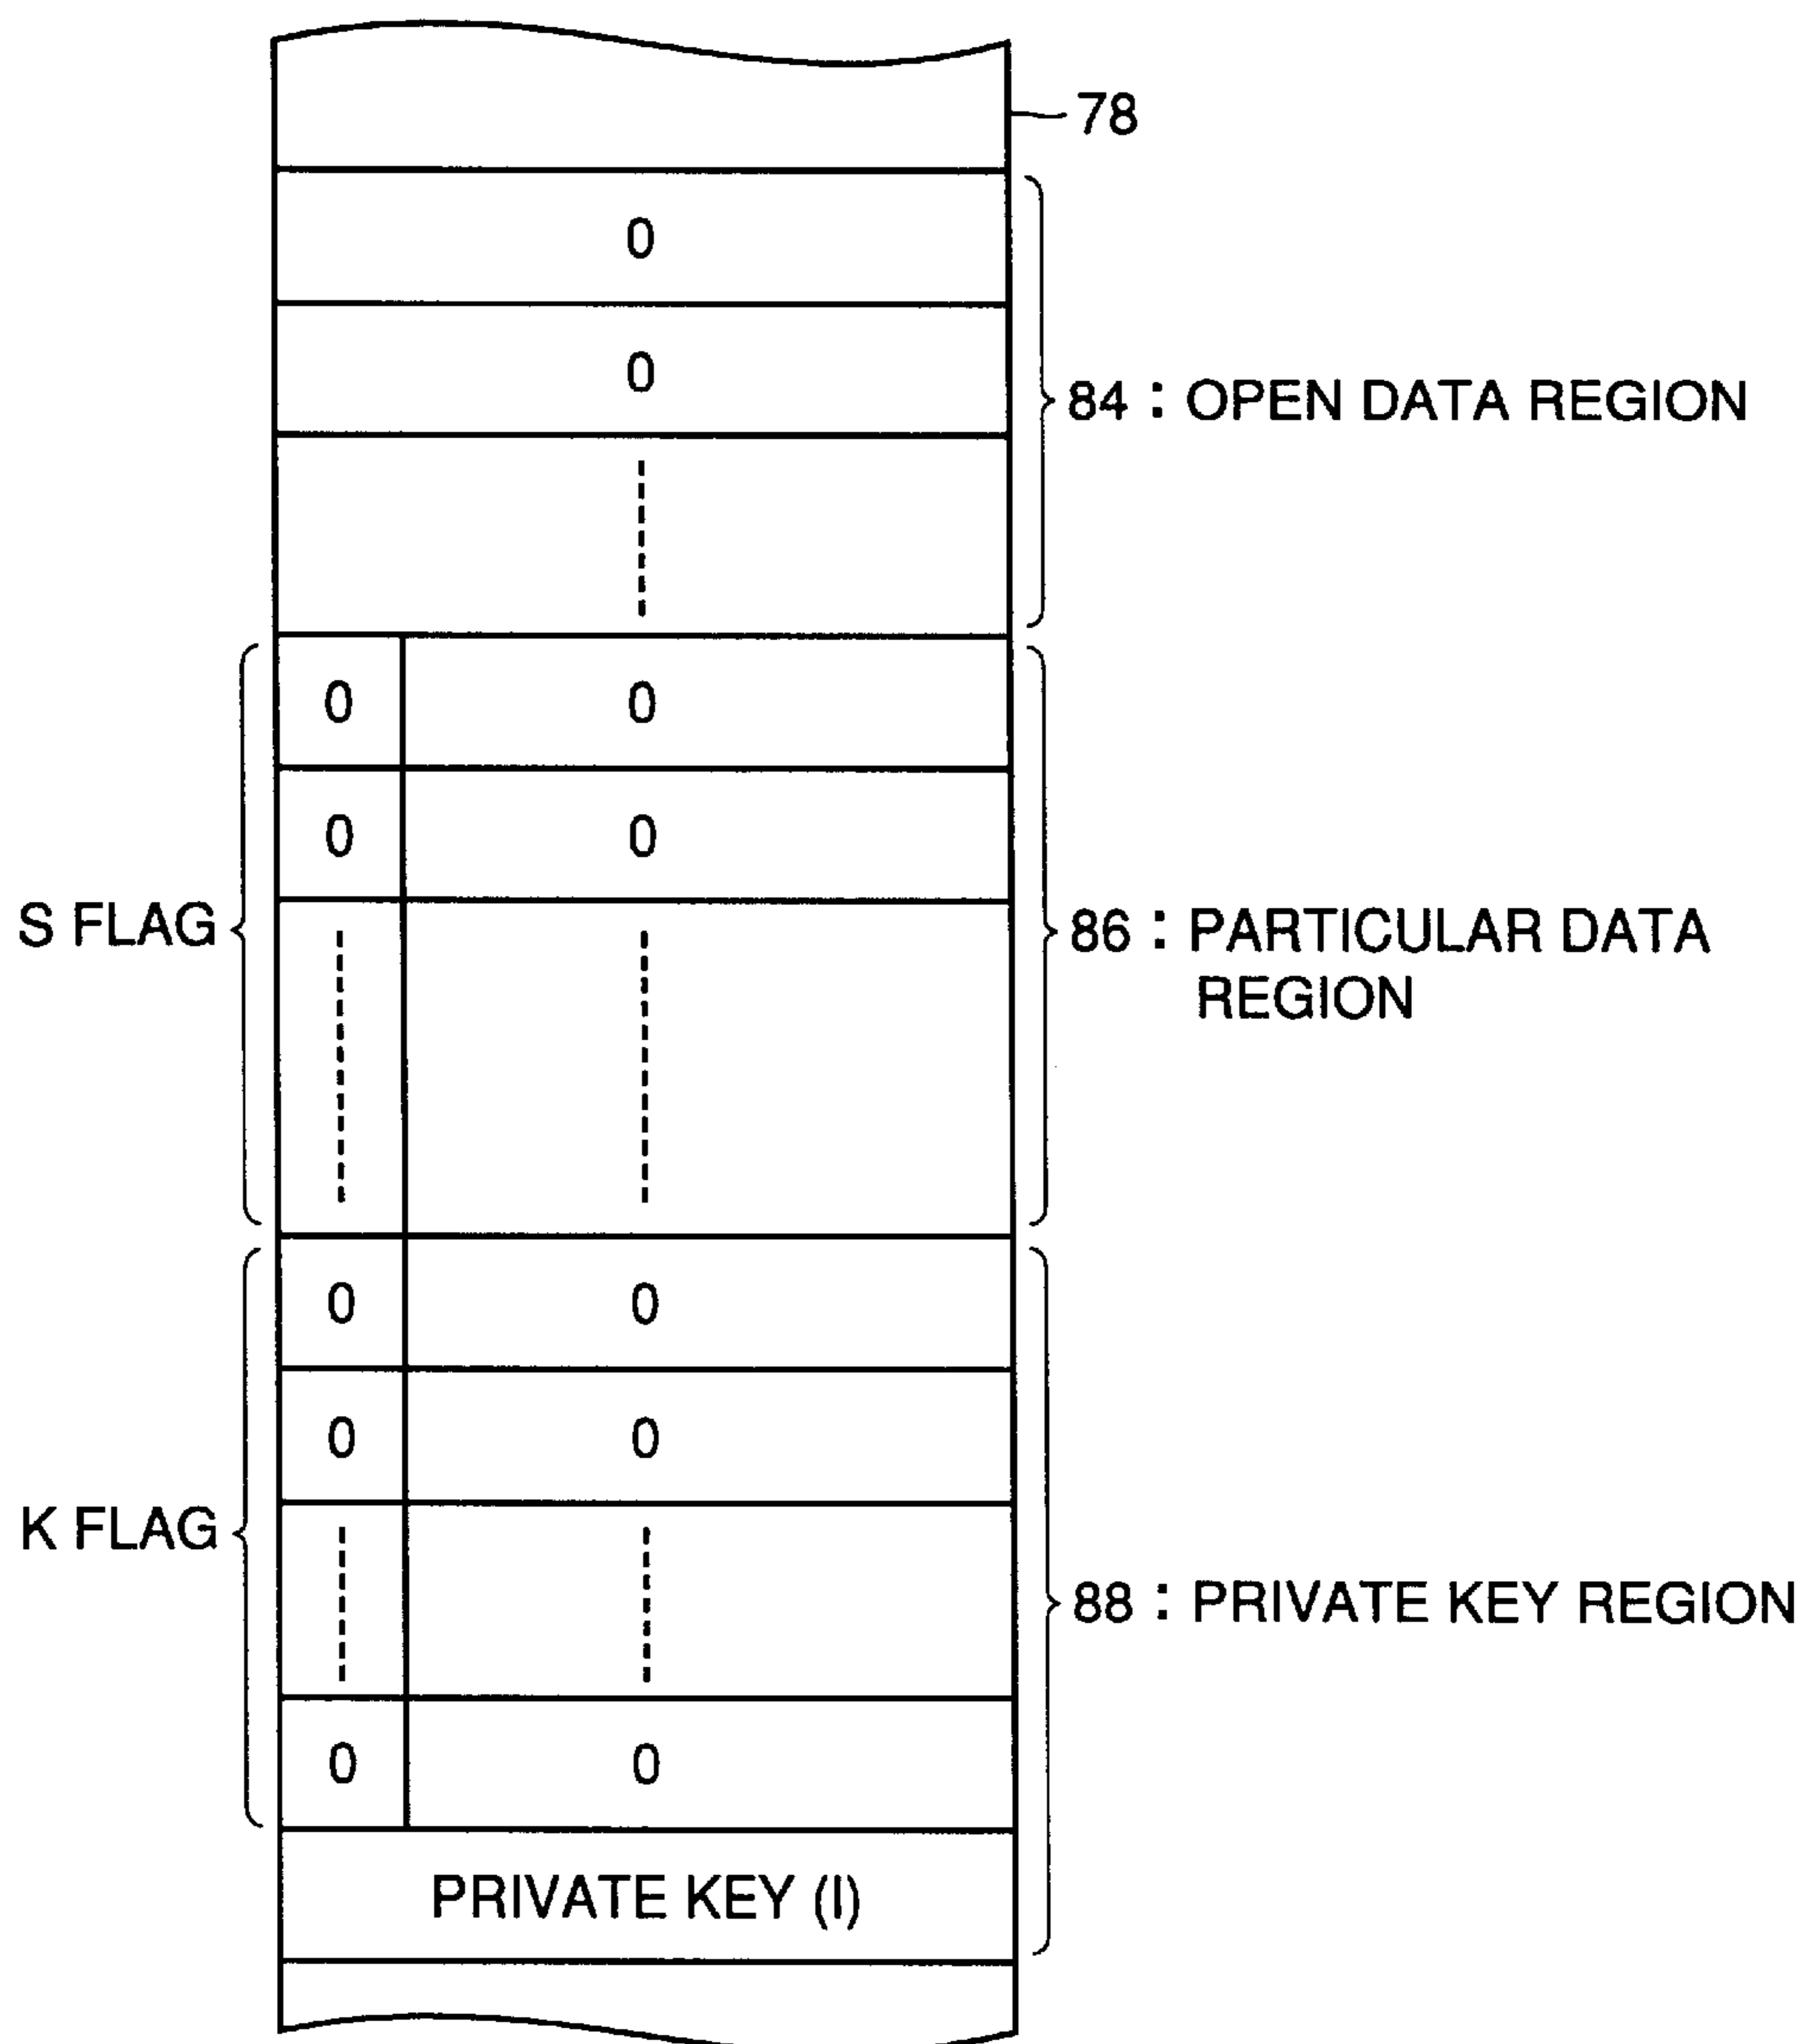 78
0
0
84 : OPEN DATA REGION
0 0
0 0
S FLAG
86 : PARTICULAR DATA
REGION
0 0
0 0
K FLAG
88 : PRIVATE KEY REGION
0 0
PRIVATE KEY (I)